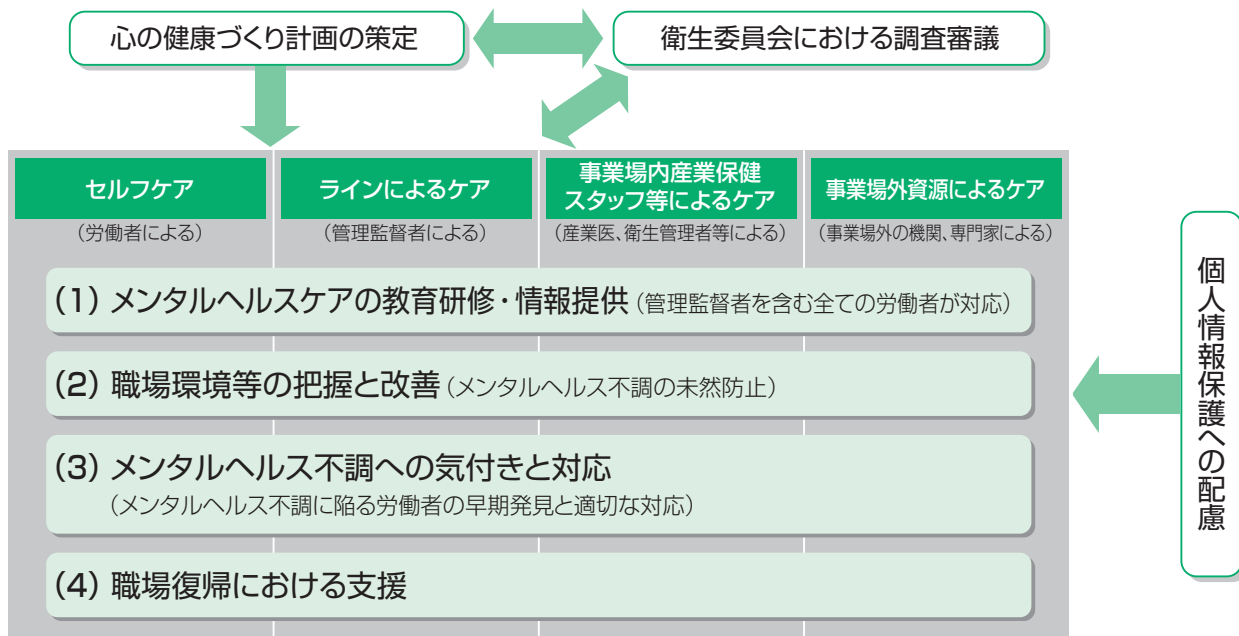 心の健康づくり計画の策定
衛生委員会における調査審議
セルフケア
(労働者による)
ラインによるケア
(管理監督者による)
事業場内産業保健
スタッフ等によるケア
(産業医、衛生管理者等による)
事業場外資源によるケア
(事業場外の機関、専門家による)
(1) メンタルヘルスケアの教育研修・情報提供(管理監督者を含む全ての労働者が対応)
(2) 職場環境等の把握と改善(メンタルヘルス不調の未然防止)
(3) メンタルヘルス不調への気付きと対応
(メンタルヘルス不調に陥る労働者の早期発見と適切な対応)
(4) 職場復帰における支援
個人情報保護への配慮